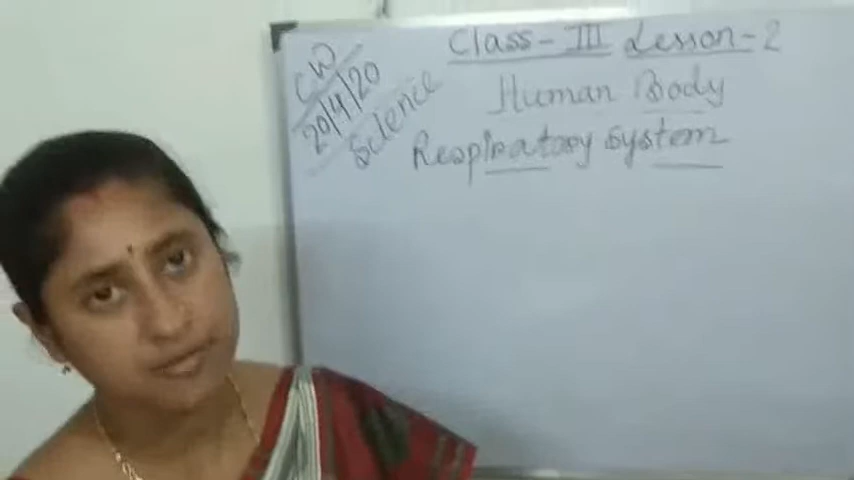 CW
20/4/20
Science
Class - III Lesson - 2
Human Body
Respiratory system